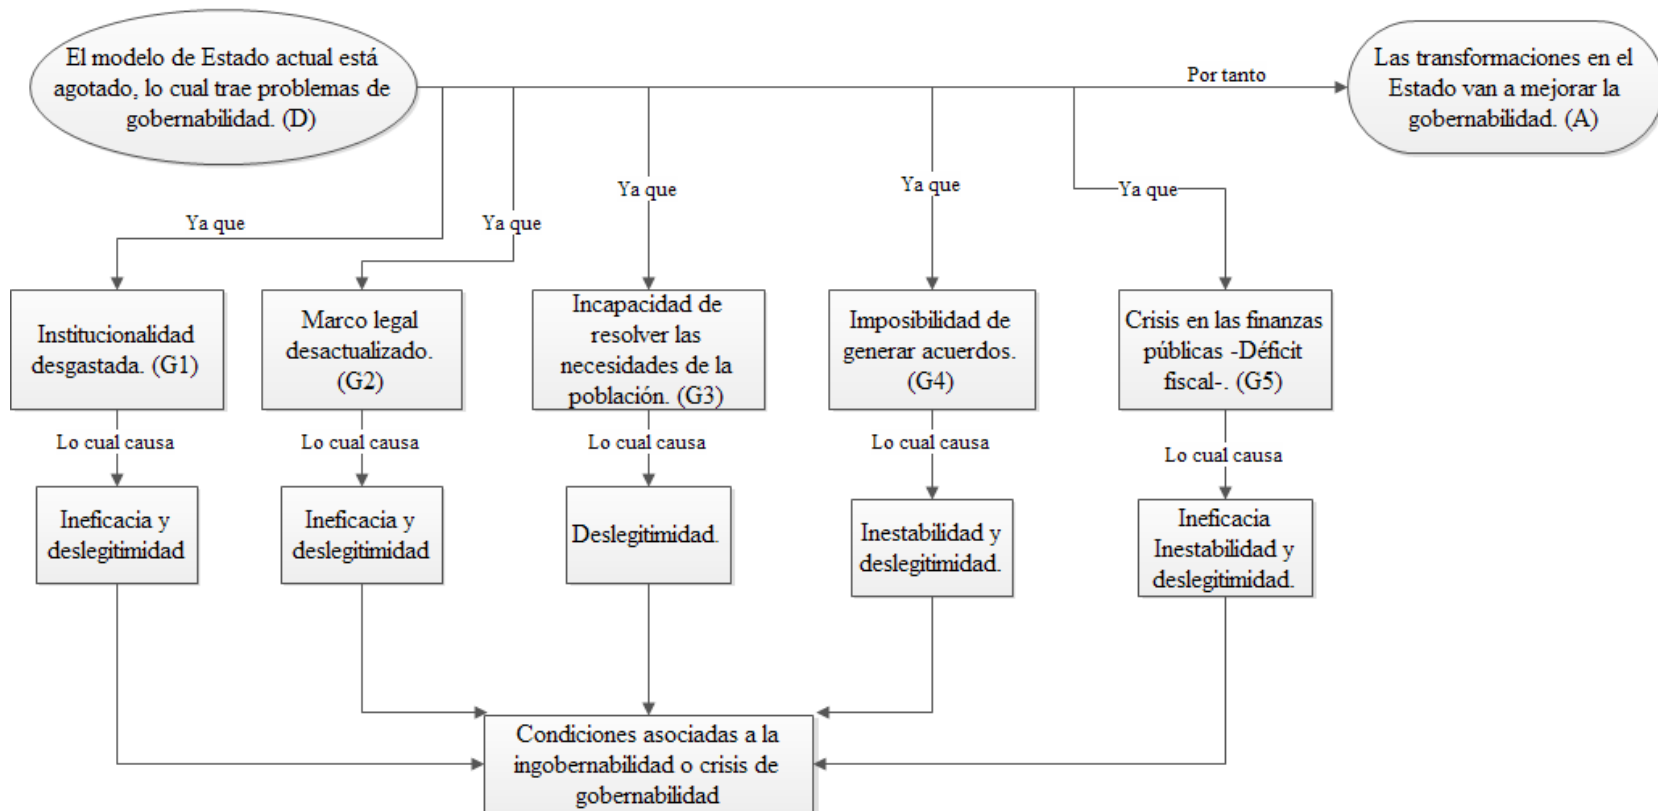 El modelo de Estado actual está
agotado, lo cual trae problemas de
gobernabilidad. (D)
Por tanto
Las transformaciones en el
Estado van a mejorar la
gobernabilidad. (A)
Ya que
Ya que
Ya que
Ya que
Ya que
Institucionalidad
desgastada. (G1)
Marco legal
desactualizado.
(G2)
Incapacidad de
resolver las
necesidades de la
población. (G3)
Imposibilidad de
generar acuerdos.
(G4)
Crisis en las finanzas
públicas -Déficit
fiscal-. (G5)
Lo cual causa
Lo cual causa
Lo cual causa
Lo cual causa
Lo cual causa
Ineficacia y
deslegitimidad
Ineficacia y
deslegitimidad
Deslegitimidad.
Inestabilidad y
deslegitimidad.
Ineficacia
Inestabilidad y
deslegitimidad.
Condiciones asociadas a la
ingobernabilidad o crisis de
gobernabilidad